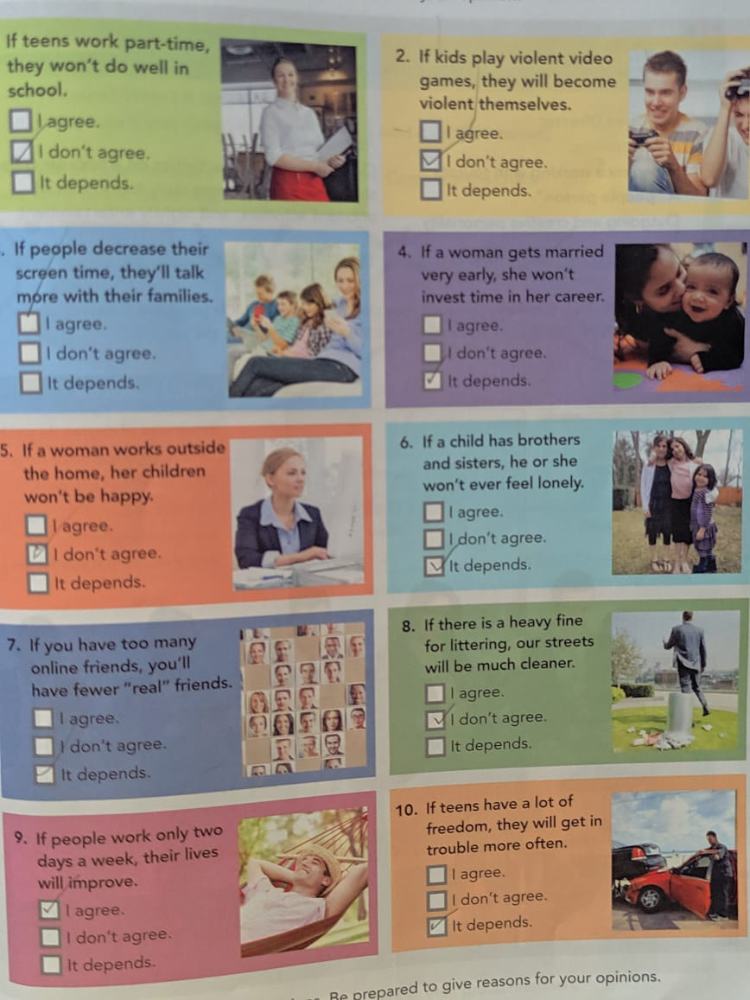 If teens work part-time,
they won't do well in
school.
I agree.
I don't agree.
It depends.
2. If kids play violent video
games, they will become
violent themselves.
I agree.
I don't agree.
It depends.
. If people decrease their
screen time, they'll talk
more with their families.
I agree.
I don't agree.
It depends.
4. If a woman gets married
very early, she won't
invest time in her career.
I agree.
I don't agree.
It depends.
5. If a woman works outside
the home, her children
won't be happy.
I agree.
I don't agree.
It depends.
6. If a child has brothers
and sisters, he or she
won't ever feel lonely.
I agree.
I don't agree.
It depends.
7. If you have too many
online friends, you'll
have fewer "real" friends.
I agree.
I don't agree.
It depends.
8. If there is a heavy fine
for littering, our streets
will be much cleaner.
I agree.
I don't agree.
It depends.
9. If people work only two
days a week, their lives
will improve.
I agree.
I don't agree.
It depends.
10. If teens have a lot of
freedom, they will get in
trouble more often.
I agree.
I don't agree.
It depends.
Be prepared to give reasons for your opinions.